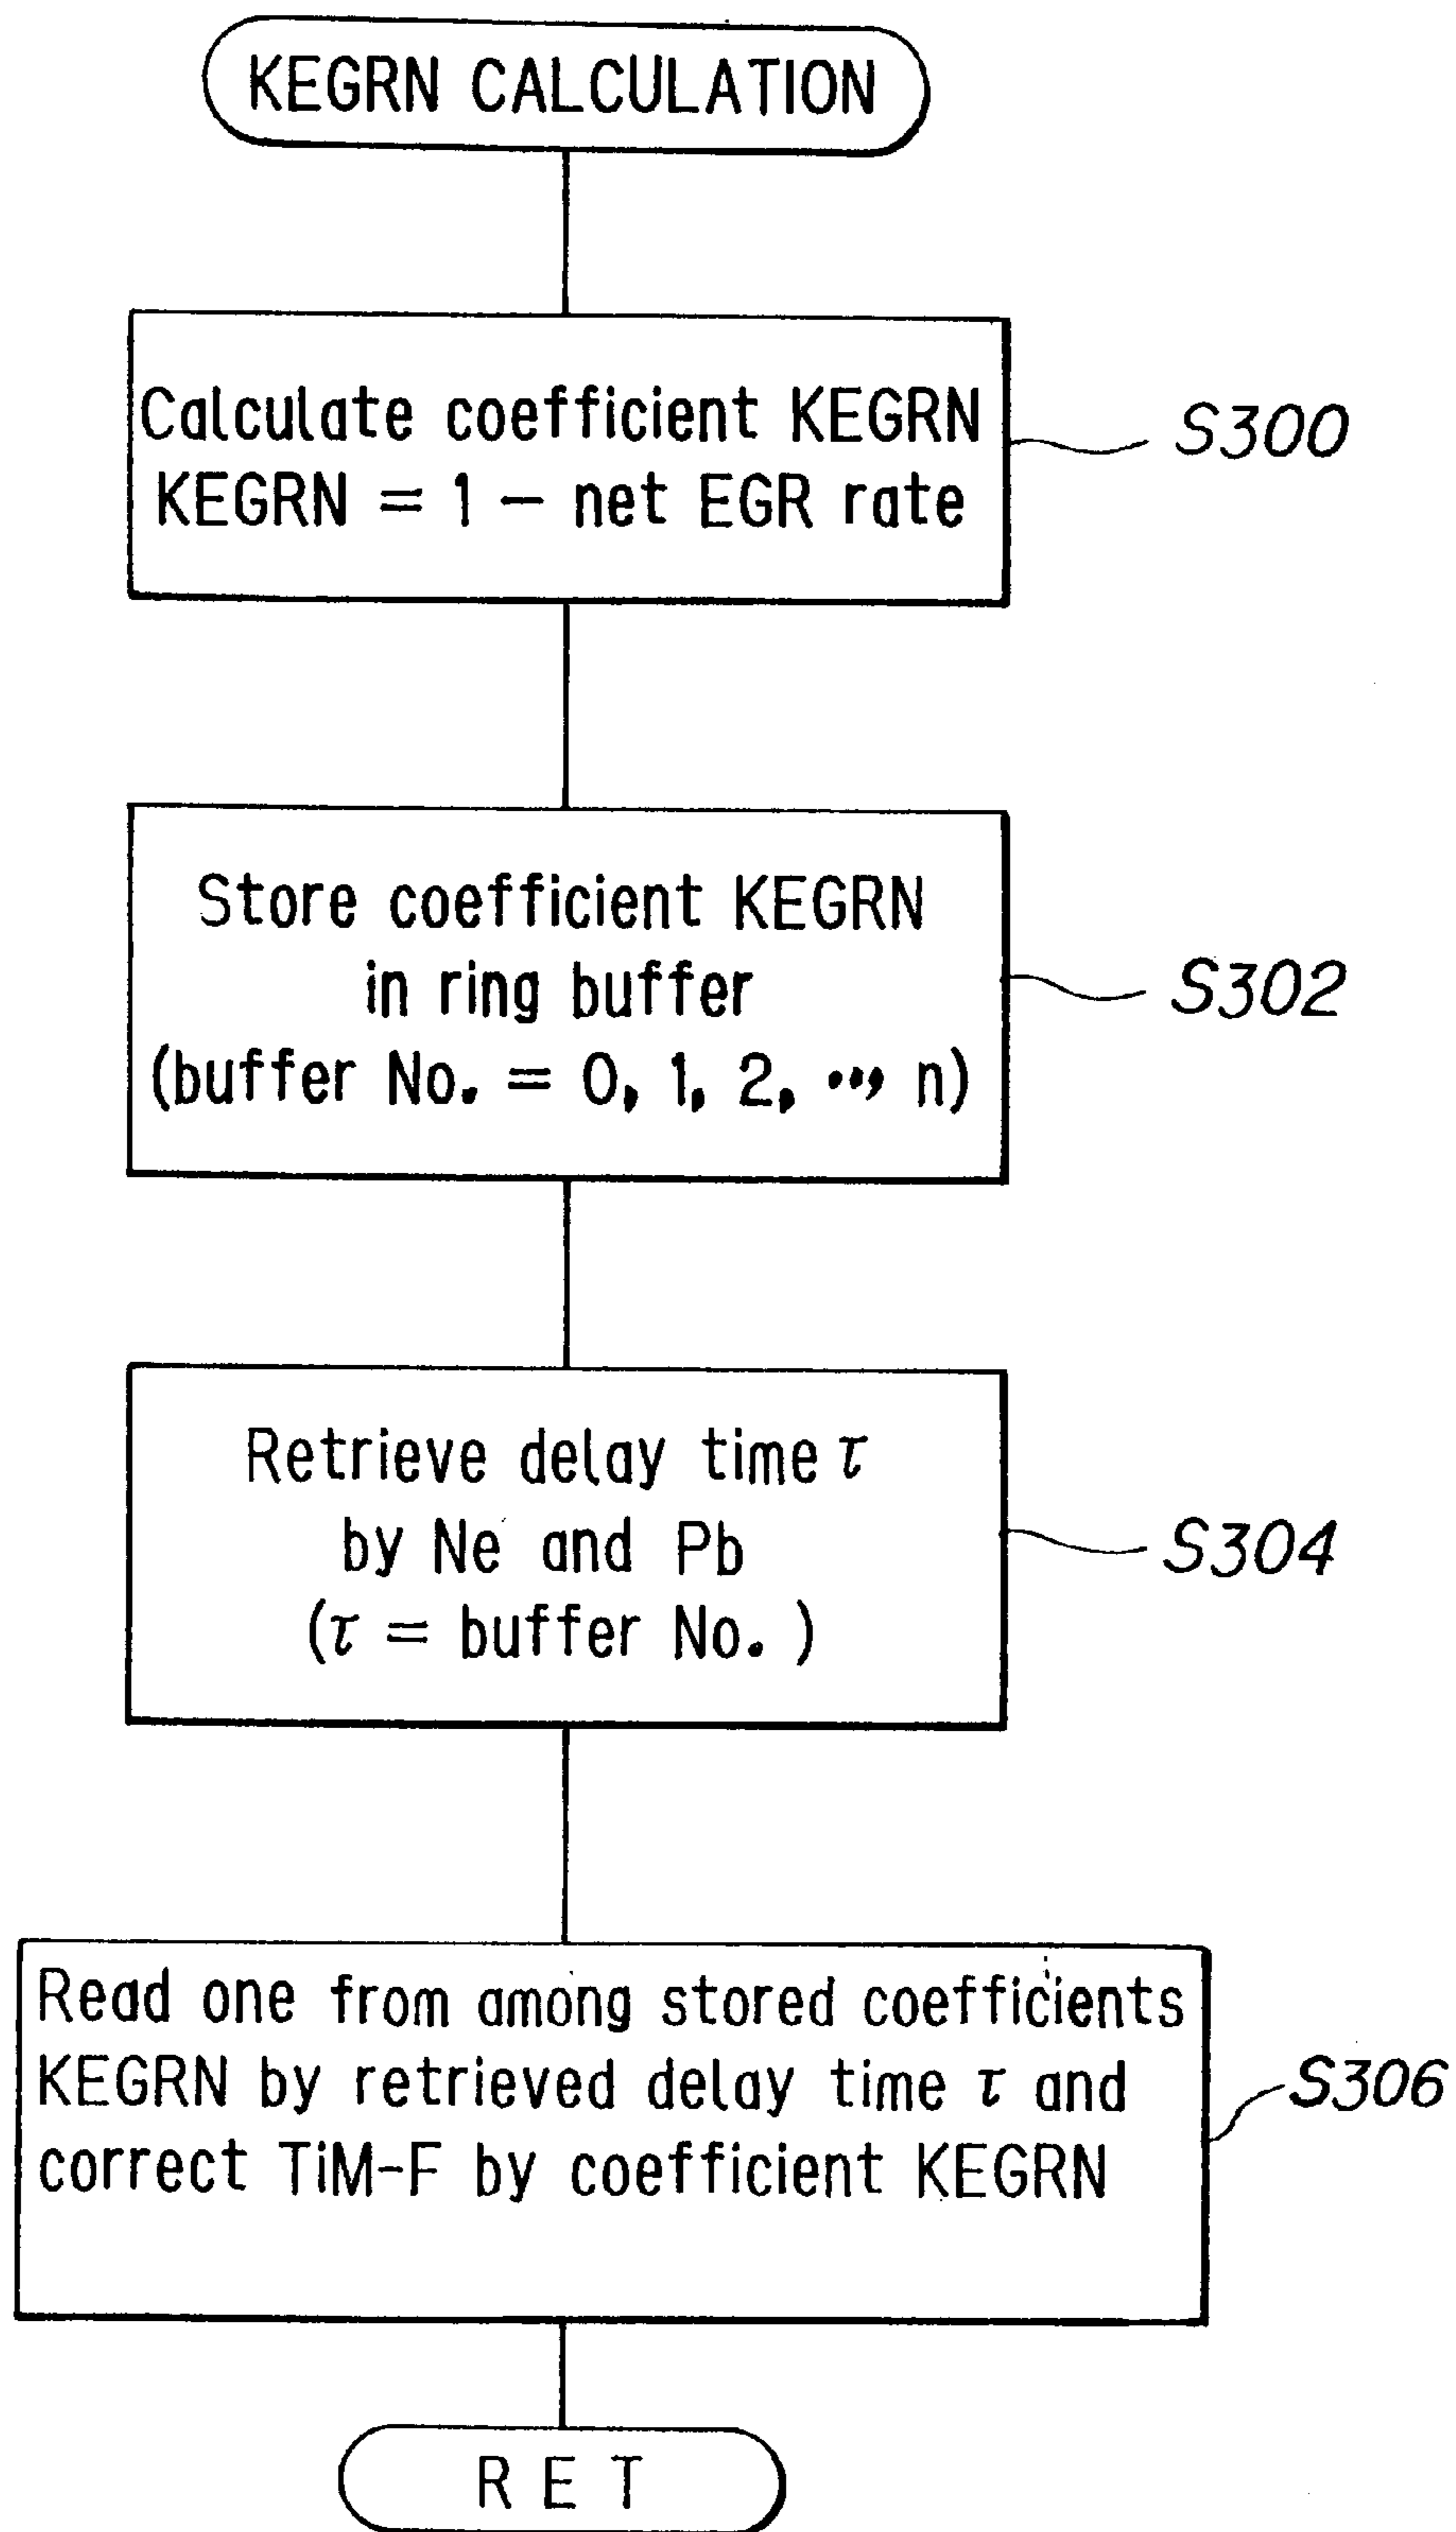 KEGRN CALCULATION
Calculate coefficient KEGRN
KEGRN = 1 − net EGR rate
S300
Store coefficient KEGRN
in ring buffer
(buffer No. = 0, 1, 2, ···, n)
S302
Retrieve delay time τ
by Ne and Pb
(τ = buffer No. )
S304
Read one from among stored coefficients
KEGRN by retrieved delay time τ and
correct TiM-F by coefficient KEGRN
S306
RET